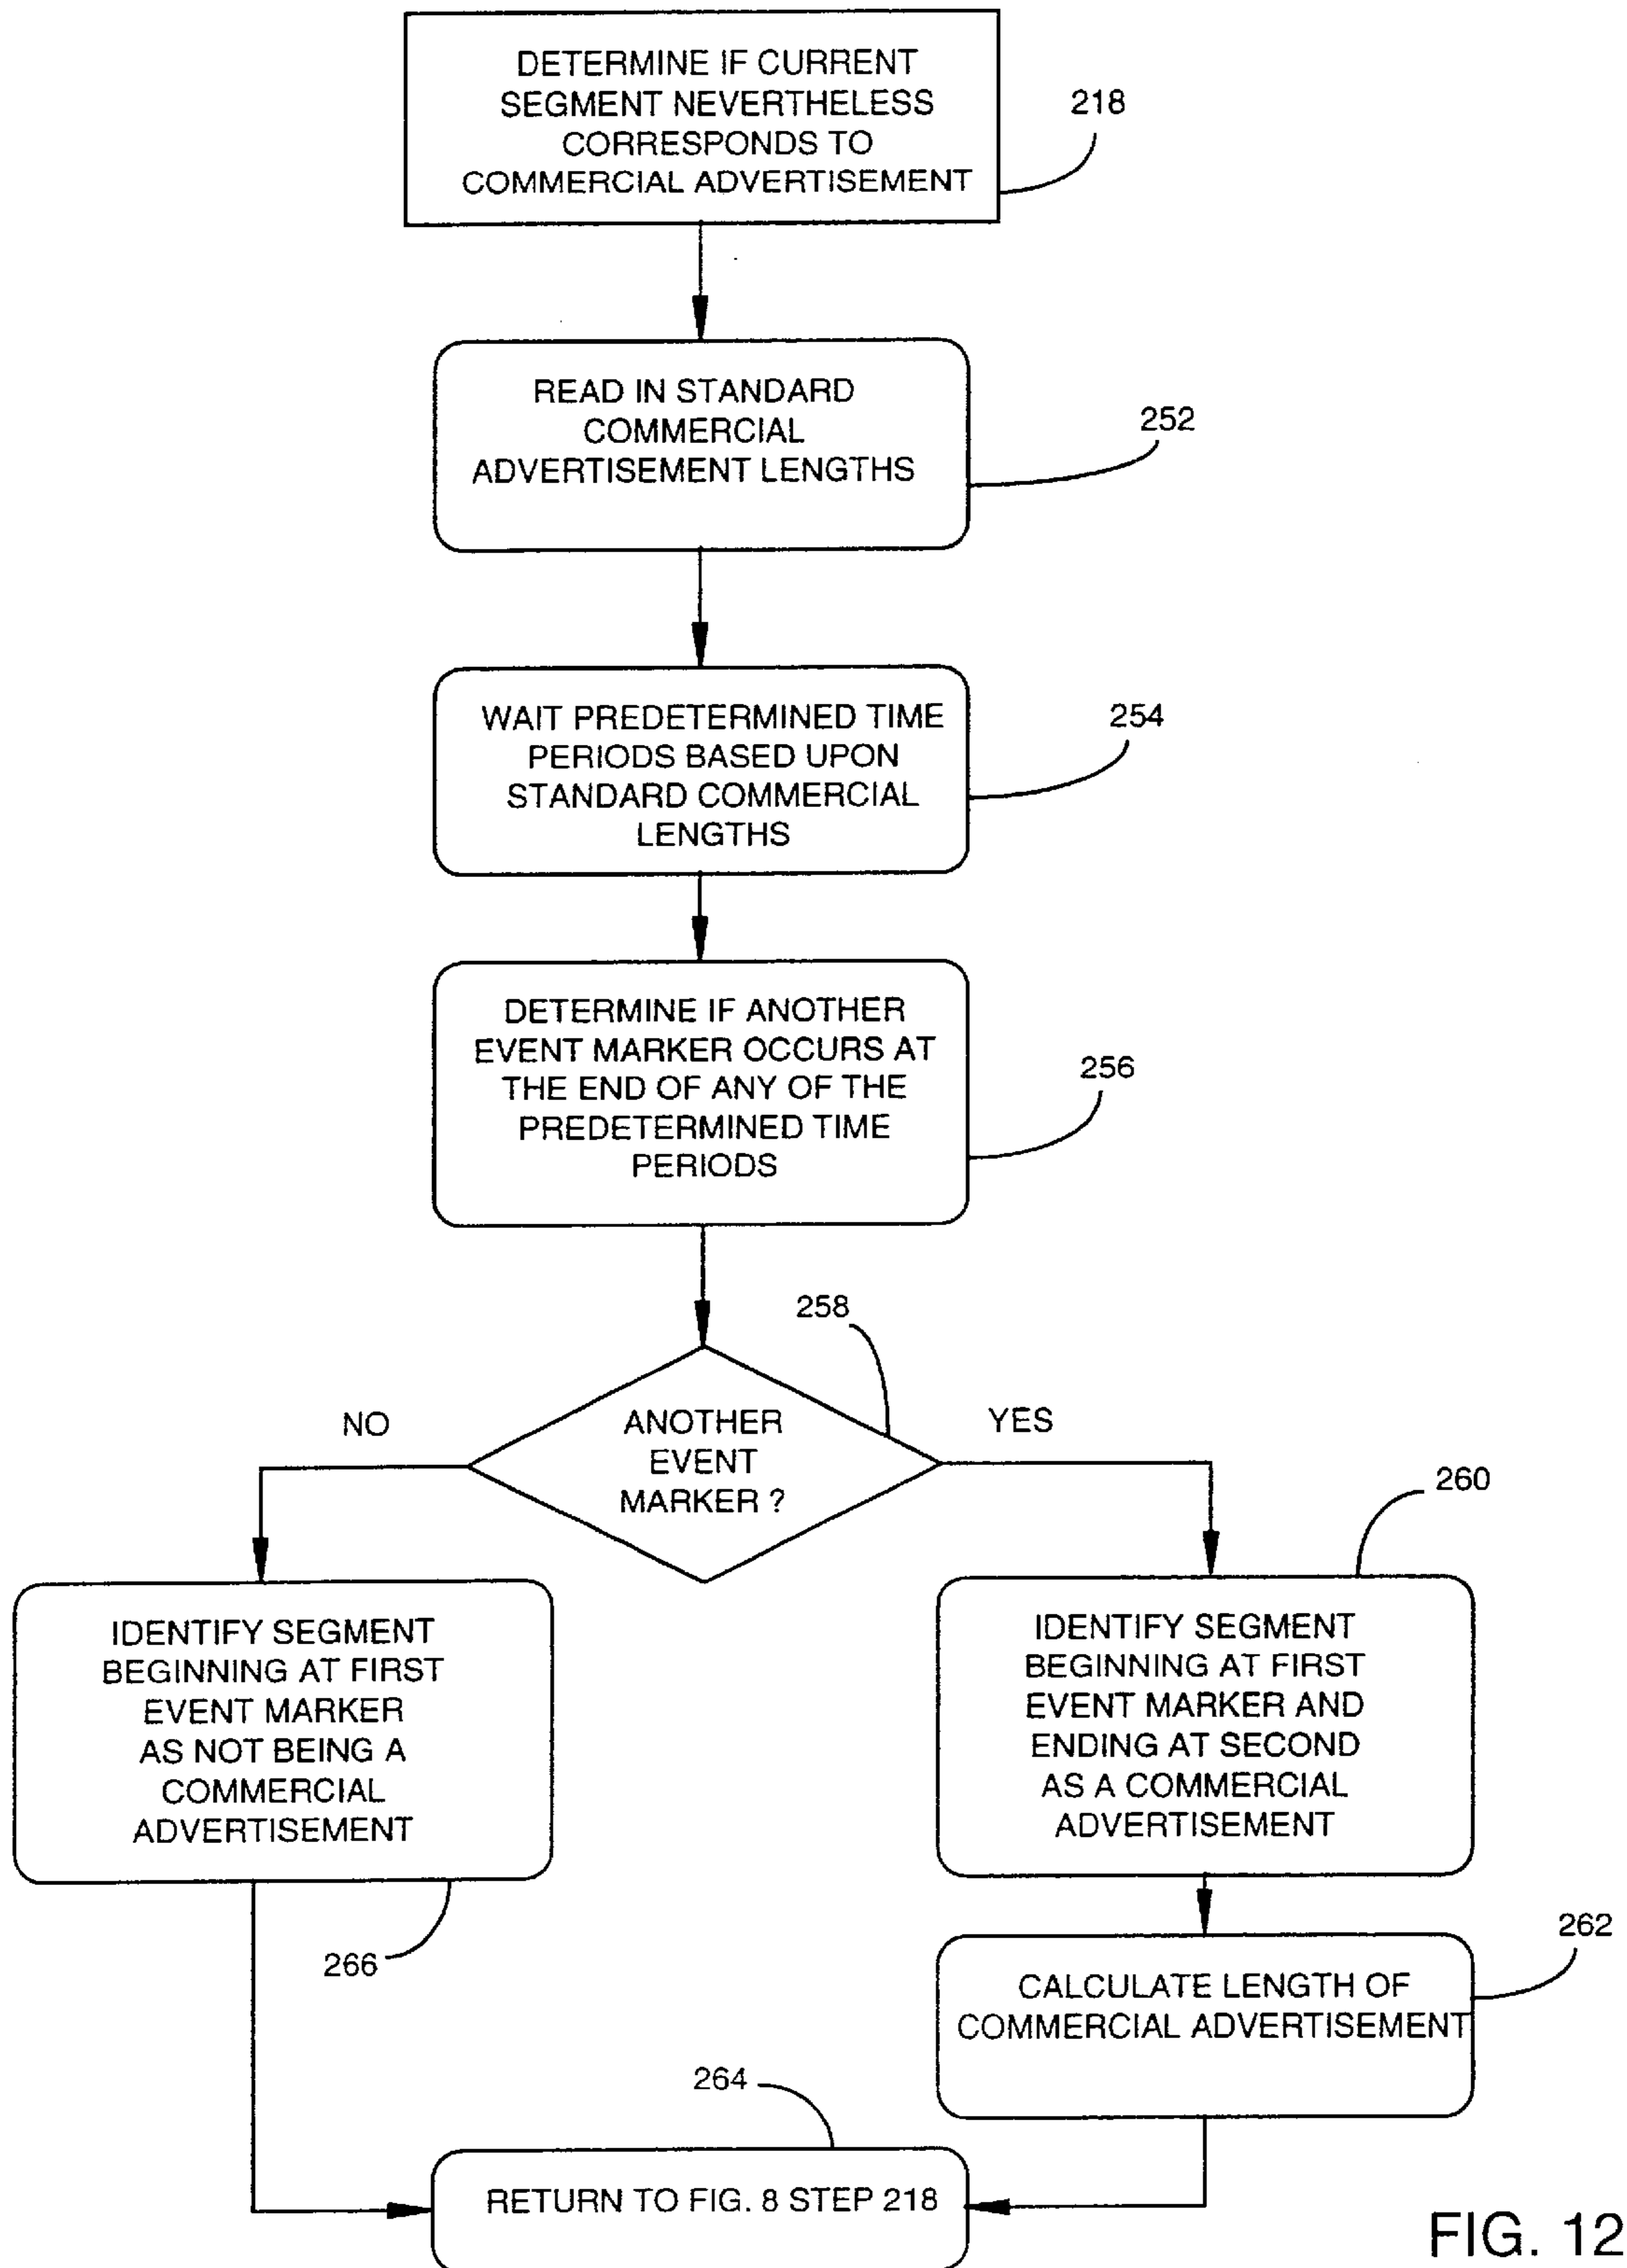 DETERMINE IF CURRENT
SEGMENT NEVERTHELESS
CORRESPONDS TO
COMMERCIAL ADVERTISEMENT
218
READ IN STANDARD
COMMERCIAL
ADVERTISEMENT LENGTHS
252
WAIT PREDETERMINED TIME
PERIODS BASED UPON
STANDARD COMMERCIAL
LENGTHS
254
DETERMINE IF ANOTHER
EVENT MARKER OCCURS AT
THE END OF ANY OF THE
PREDETERMINED TIME
PERIODS
256
258
NO
ANOTHER
EVENT
MARKER ?
YES
260
IDENTIFY SEGMENT
BEGINNING AT FIRST
EVENT MARKER
AS NOT BEING A
COMMERCIAL
ADVERTISEMENT
266
IDENTIFY SEGMENT
BEGINNING AT FIRST
EVENT MARKER AND
ENDING AT SECOND
AS A COMMERCIAL
ADVERTISEMENT
262
CALCULATE LENGTH OF
COMMERCIAL ADVERTISEMENT
264
RETURN TO FIG. 8 STEP 218
FIG. 12